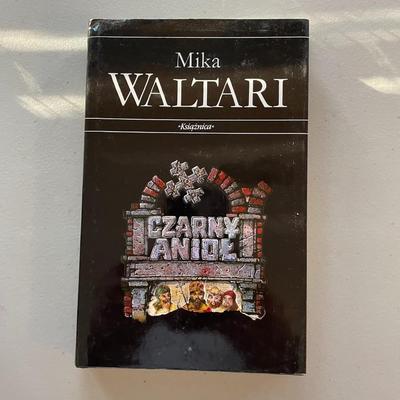 Mika
WALTARI
•Książnica•
CZARNY
ANIOŁ